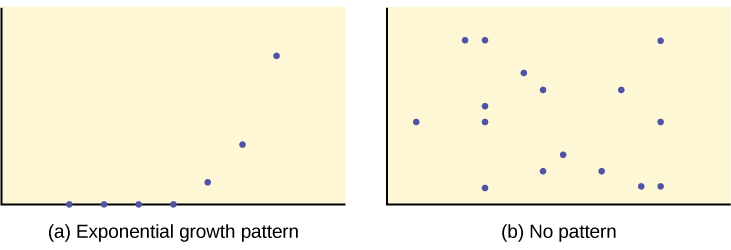 (a) Exponential growth pattern
(b) No pattern